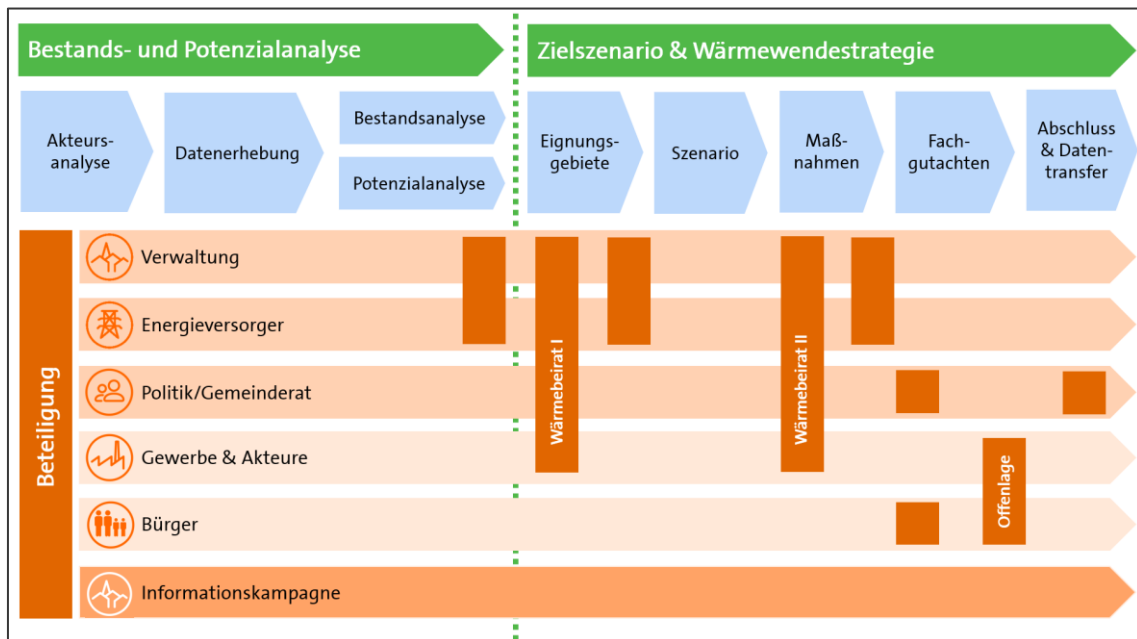 Bestands- und Potenzialanalyse
Zielszenario & Wärmewendestrategie
Akteurs-
analyse
Datenerhebung
Bestandsanalyse
Potenzialanalyse
Eignungs-
gebiete
Szenario
Maß-
nahmen
Fach-
gutachten
Abschluss
& Daten-
transfer
Beteiligung
Verwaltung
Energieversorger
Politik/Gemeinderat
Gewerbe & Akteure
Bürger
Informationskampagne
Wärmebeirat I
Wärmebeirat II
Offenlage